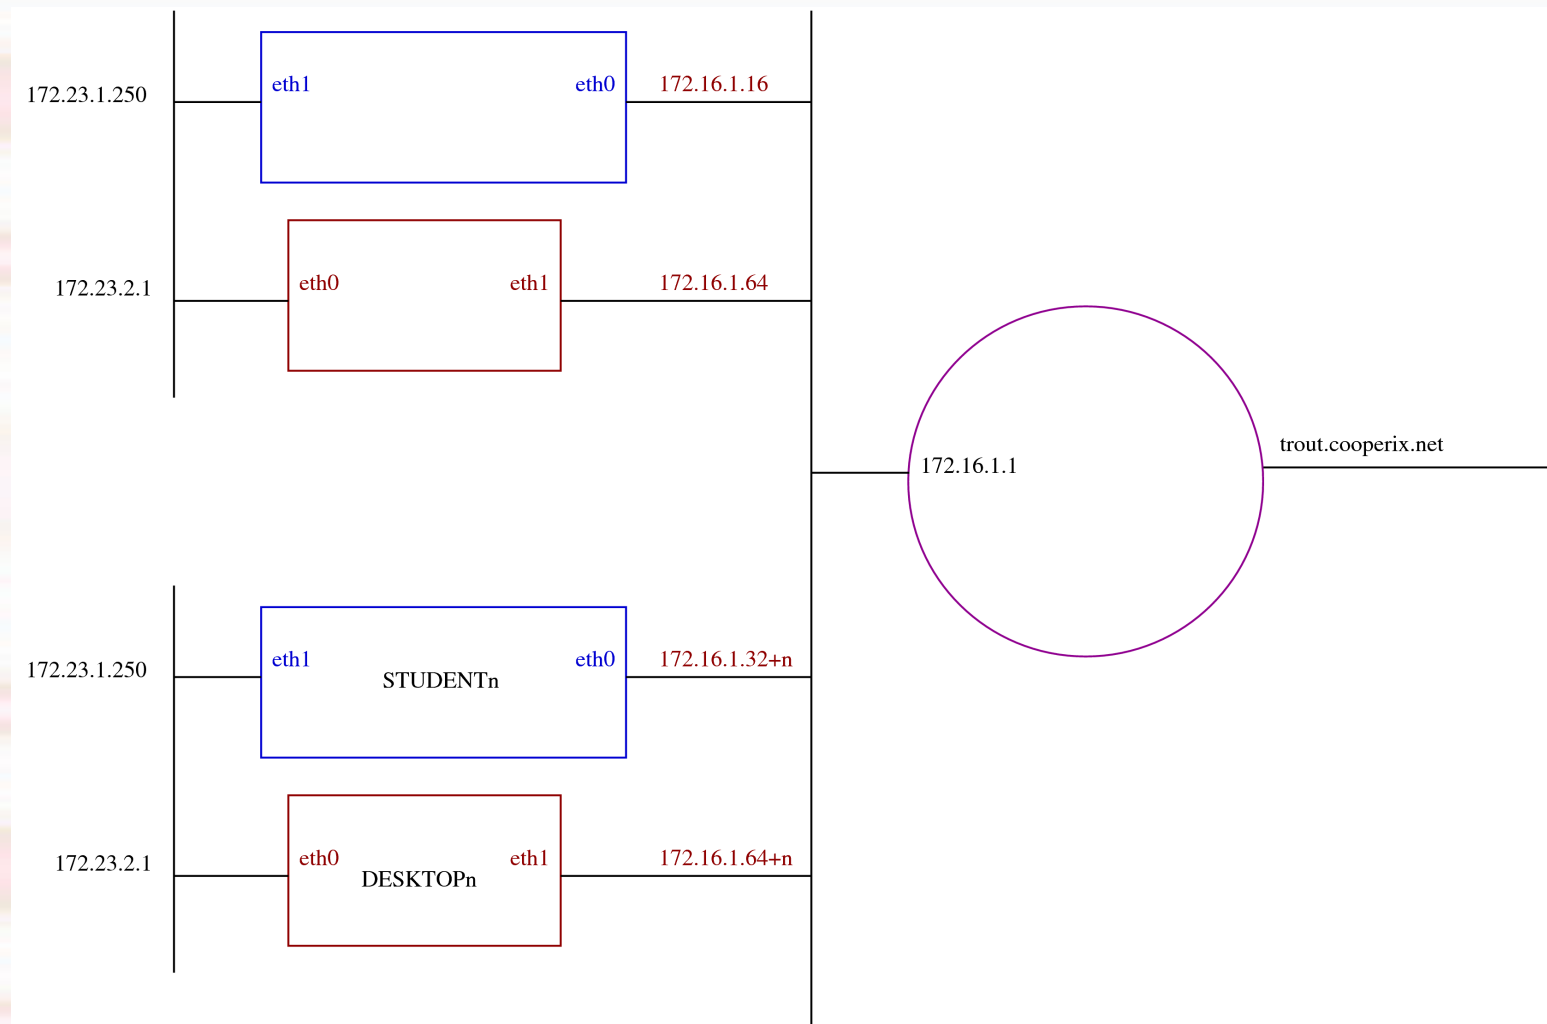 172.23.1.250
eth1
eth0
172.16.1.16
172.23.2.1
eth0
eth1
172.16.1.64
172.16.1.1
trout.cooperix.net
172.23.1.250
eth1
eth0
172.16.1.32+n
STUDENTn
172.23.2.1
eth0
eth1
172.16.1.64+n
DESKTOPn